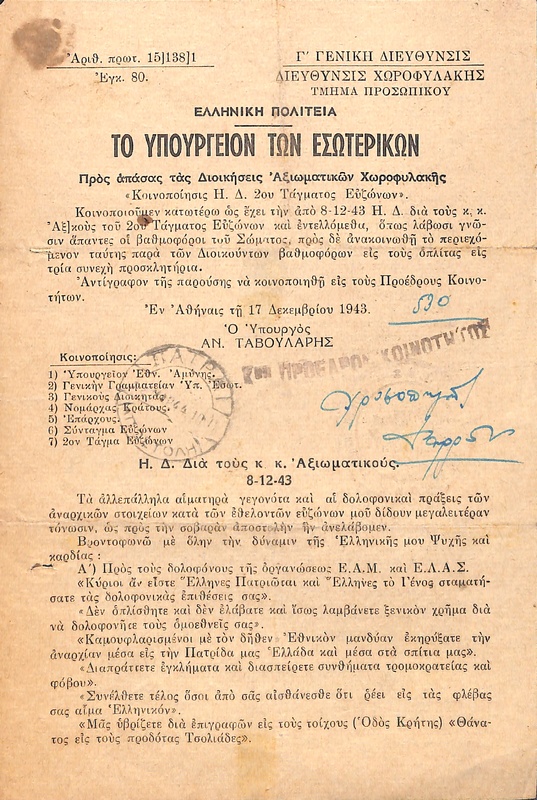 Ἀριθ. πρωτ. 15]138]1
Ἐγκ. 80.
Γ′ ΓΕΝΙΚΗ ΔΙΕΥΘΥΝΣΙΣ
ΔΙΕΥΘΥΝΣΙΣ ΧΩΡΟΦΥΛΑΚΗΣ
ΤΜΗΜΑ ΠΡΟΣΩΠΙΚΟΥ
ΕΛΛΗΝΙΚΗ ΠΟΛΙΤΕΙΑ
ΤΟ ΥΠΟΥΡΓΕΙΟΝ ΤΩΝ ΕΣΩΤΕΡΙΚΩΝ
Πρὸς ἁπάσας τὰς Διοικήσεις Ἀξιωματικῶν Χωροφυλακῆς
«Κοινοποίησις Η. Δ. 2ου Τάγματος Εὐζώνων».
Κοινοποιοῦμεν κατωτέρω ὡς ἔχει τὴν ἀπὸ 8-12-43 Η. Δ. διὰ τοὺς κ. κ.
Ἀξ]κοὺς τοῦ 2ου Τάγματος Εὐζώνων καὶ ἐντελλόμεθα, ὅπως λάβωσι γνῶ-
σιν ἅπαντες οἱ βαθμοφόροι τοῦ Σώματος, πρὸς δὲ ἀνακοινωθῇ τὸ περιεχό-
μενον ταύτης παρὰ τῶν Διοικούντων βαθμοφόρων εἰς τοὺς ὁπλίτας εἰς
τρία συνεχῆ προσκλητήρια.
Ἀντίγραφον τῆς παρούσης νὰ κοινοποιηθῇ εἰς τοὺς Προέδρους Κοινο-
τήτων.
Ἐν Ἀθήναις τῇ 17 Δεκεμβρίου 1943.
530
Ὁ Ὑπουργὸς
ΑΝ. ΤΑΒΟΥΛΑΡΗΣ
Κοινοποίησις:
ΠΡΟΕΔΡΟΝ ΚΟΙΝΟΤΗΤΟΣ
1) Ὑπουργεῖον Ἐθν. Ἀμύνης.
2) Γενικὴν Γραμματείαν Ὑπ. Ἐσωτ.
3) Γενικοὺς Διοικητάς
4) Νομάρχας Κράτους.
5) Ἐπάρχους.
6) Σύνταγμα Εὐζώνων
7) 2ον Τάγμα Εὐζώνων
Η. Δ. Διὰ τοὺς κ κ. Ἀξιωματικούς.
8-12-43
Τὰ ἀλλεπάλληλα αἱματηρὰ γεγονότα καὶ αἱ δολοφονικαὶ πράξεις τῶν
ἀναρχικῶν στοιχείων κατὰ τῶν ἐθελοντῶν εὐζώνων μοῦ δίδουν μεγαλειτέραν
τόνωσιν, ὡς πρὸς τὴν σοβαρὰν ἀποστολὴν ἣν ἀνελάβομεν.
Βροντοφωνῶ μὲ ὅλην τὴν δύναμιν τῆς Ἑλληνικῆς μου Ψυχῆς καὶ
καρδίας :
Α′) Πρὸς τοὺς δολοφόνους τῆς ὀργανώσεως Ε.Α.Μ. καὶ Ε.Λ.Α.Σ.
«Κύριοι ἂν εἶστε Ἕλληνες Πατριῶται καὶ Ἕλληνες τὸ Γένος σταματή-
σατε τὰς δολοφονικὰς ἐπιθέσεις σας».
«Δὲν ὁπλίσθητε καὶ δὲν ἐλάβατε καὶ ἴσως λαμβάνετε ξενικὸν χρῆμα διὰ
νὰ δολοφονῆτε τοὺς ὁμοεθνεῖς σας».
«Καμουφλαρισμένοι μὲ τὸν δῆθεν Ἐθνικὸν μανδύαν ἐκηρύξατε τὴν
ἀναρχίαν μέσα εἰς τὴν Πατρίδα μας Ἑλλάδα καὶ μέσα στὰ σπίτια μας».
«Διαπράττετε ἐγκλήματα καὶ διασπείρετε συνθήματα τρομοκρατείας καὶ
φόβου».
«Συνέλθετε τέλος ὅσοι ἀπὸ σᾶς αἰσθάνεσθε ὅτι ῥέει εἰς τὰς φλέβας
σας αἷμα Ἑλληνικόν».
«Μᾶς ὑβρίζετε διὰ ἐπιγραφῶν εἰς τοὺς τοίχους (Ὁδὸς Κρήτης) «Θάνα-
τος εἰς τοὺς προδότας Τσολιάδες».